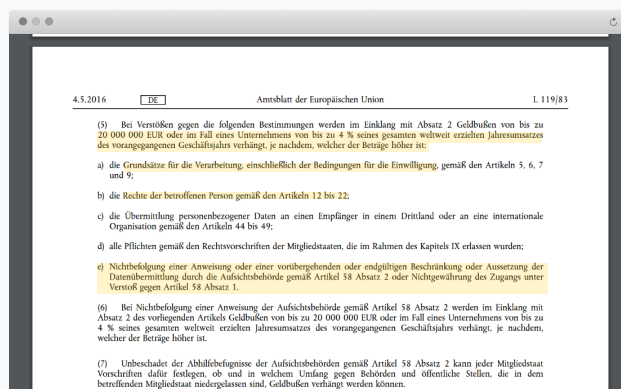 4.5.2016 DE Amtsblatt der Europäischen Union L 119/83
(5) Bei Verstößen gegen die folgenden Bestimmungen werden im Einklang mit Absatz 2 Geldbußen von bis zu
20 000 000 EUR oder im Fall eines Unternehmens von bis zu 4 % seines gesamten weltweit erzielten Jahresumsatzes
des vorangegangenen Geschäftsjahrs verhängt, je nachdem, welcher der Beträge höher ist:
a) die Grundsätze für die Verarbeitung, einschließlich der Bedingungen für die Einwilligung, gemäß den Artikeln 5, 6, 7
und 9;
b) die Rechte der betroffenen Person gemäß den Artikeln 12 bis 22;
c) die Übermittlung personenbezogener Daten an einen Empfänger in einem Drittland oder an eine internationale
Organisation gemäß den Artikeln 44 bis 49;
d) alle Pflichten gemäß den Rechtsvorschriften der Mitgliedstaaten, die im Rahmen des Kapitels IX erlassen wurden;
e) Nichtbefolgung einer Anweisung oder einer vorübergehenden oder endgültigen Beschränkung oder Aussetzung der
Datenübermittlung durch die Aufsichtsbehörde gemäß Artikel 58 Absatz 2 oder Nichtgewährung des Zugangs unter
Verstoß gegen Artikel 58 Absatz 1.
(6) Bei Nichtbefolgung einer Anweisung der Aufsichtsbehörde gemäß Artikel 58 Absatz 2 werden im Einklang mit
Absatz 2 des vorliegenden Artikels Geldbußen von bis zu 20 000 000 EUR oder im Fall eines Unternehmens von bis zu
4 % seines gesamten weltweit erzielten Jahresumsatzes des vorangegangenen Geschäftsjahrs verhängt, je nachdem,
welcher der Beträge höher ist.
(7) Unbeschadet der Abhilfebefugnisse der Aufsichtsbehörden gemäß Artikel 58 Absatz 2 kann jeder Mitgliedstaat
Vorschriften dafür festlegen, ob und in welchem Umfang gegen Behörden und öffentliche Stellen, die in dem
betreffenden Mitgliedstaat niedergelassen sind, Geldbußen verhängt werden können.